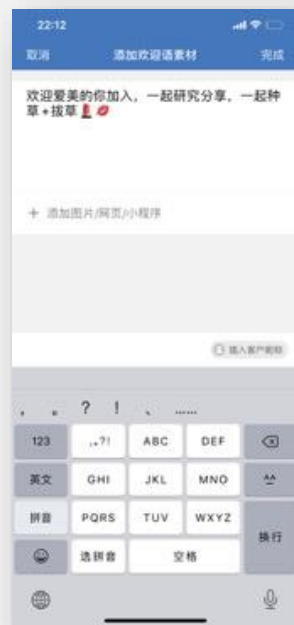 22:12
取消 添加欢迎语素材 完成
欢迎爱美的你加入，一起研究分享，一起种
草+拔草💄💋
+ 添加图片/网页/小程序
插入客户昵称
， 。 ? ! 、 ……
123 ,。?! ABC DEF
英文 GHI JKL MNO ^^
拼音 PQRS TUV WXYZ 换行
选拼音 空格